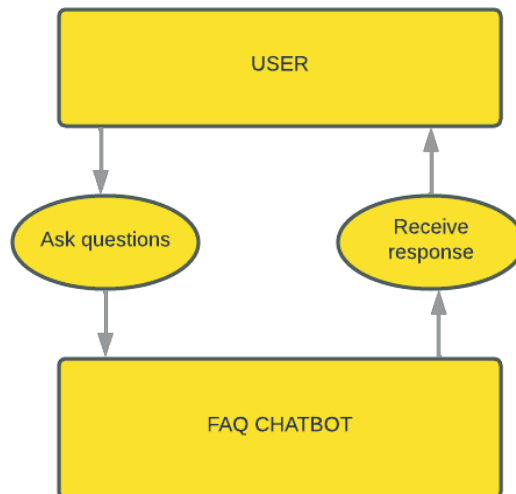 USER
Ask questions
Receive
response
FAQ CHATBOT